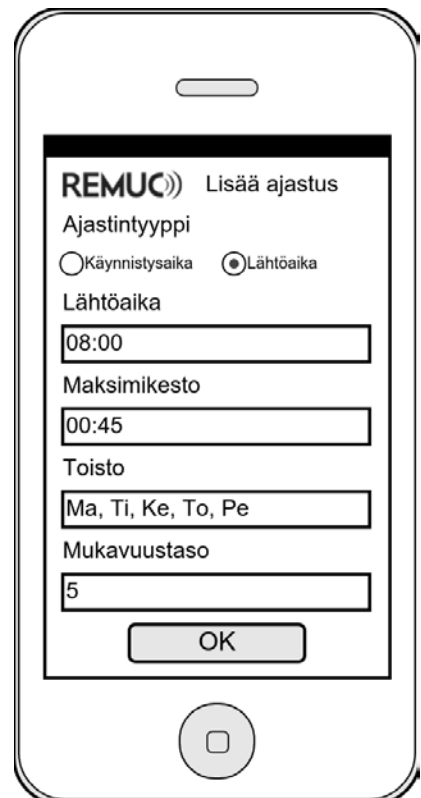 REMUC Lisää ajastus
Ajastintyyppi
Käynnistysaika Lähtöaika
Lähtöaika
08:00
Maksimikesto
00:45
Toisto
Ma, Ti, Ke, To, Pe
Mukavuustaso
5
OK